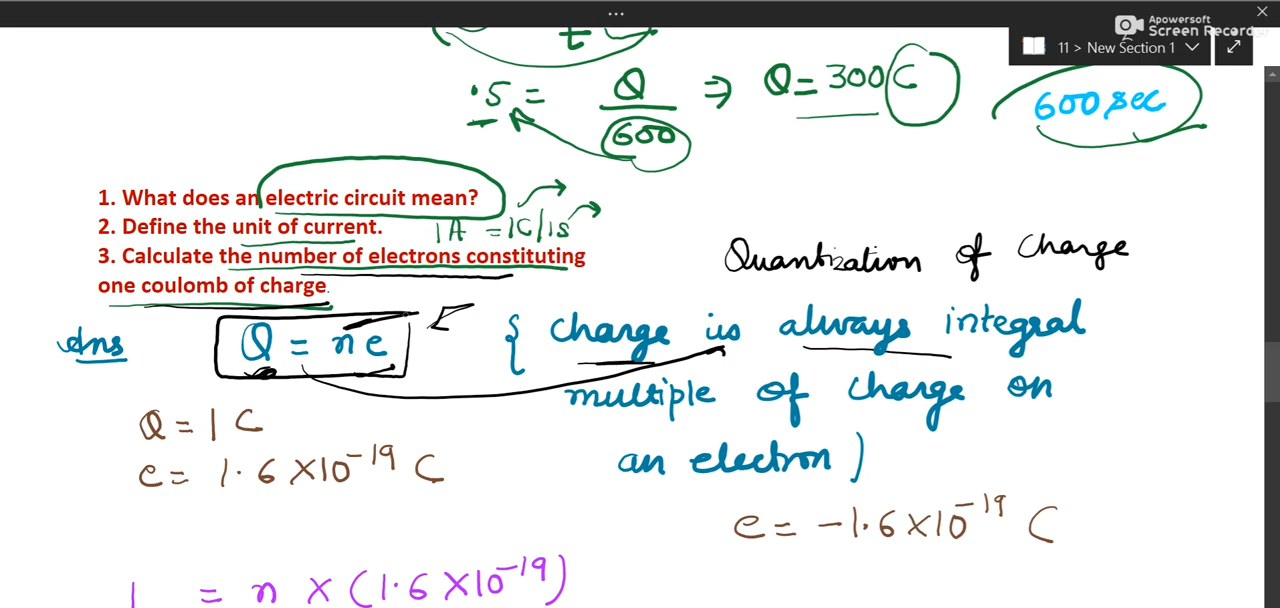 Apowersoft
Screen Recorder
11 > New Section 1
t
.5 = Q/600 ⇒ Q = 300 C
600 sec
1. What does an electric circuit mean?
2. Define the unit of current. 1A = 1C/1s
3. Calculate the number of electrons constituting
one coulomb of charge.
Quantization of charge
Ans Q = ne { charge is always integral
multiple of charge on
an electron )
Q = 1 C
e = 1.6 × 10⁻¹⁹ C
e = -1.6 × 10⁻¹⁹ C
1 = n × (1.6 × 10⁻¹⁹)